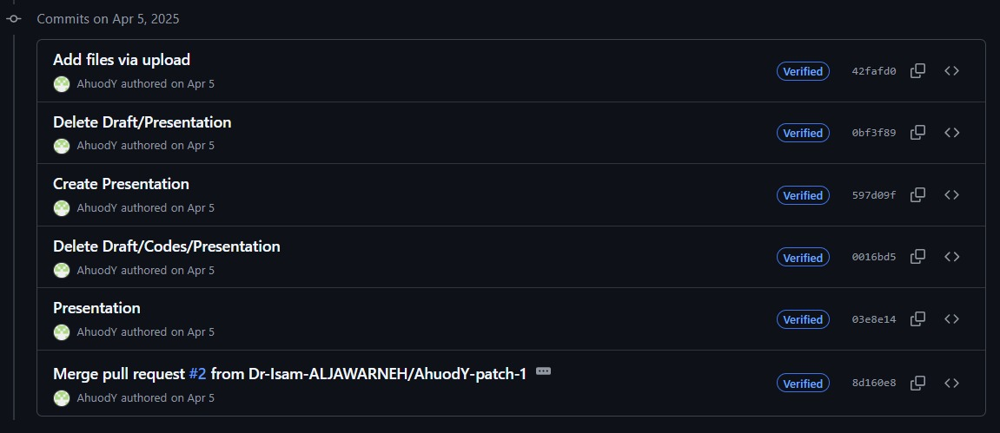 Commits on Apr 5, 2025
Add files via upload
AhuodY authored on Apr 5
Verified
42fafd0
Delete Draft/Presentation
AhuodY authored on Apr 5
Verified
0bf3f89
Create Presentation
AhuodY authored on Apr 5
Verified
597d09f
Delete Draft/Codes/Presentation
AhuodY authored on Apr 5
Verified
0016bd5
Presentation
AhuodY authored on Apr 5
Verified
03e8e14
Merge pull request #2 from Dr-Isam-ALJAWARNEH/AhuodY-patch-1
AhuodY authored on Apr 5
Verified
8d160e8